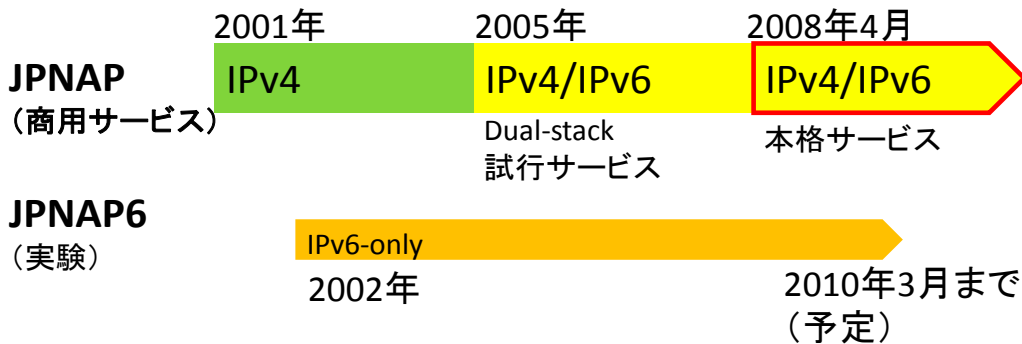 2001年
2005年
2008年4月
JPNAP
(商用サービス)
IPv4
IPv4/IPv6
IPv4/IPv6
Dual-stack
試行サービス
本格サービス
JPNAP6
(実験)
IPv6-only
2002年
2010年3月まで
(予定)